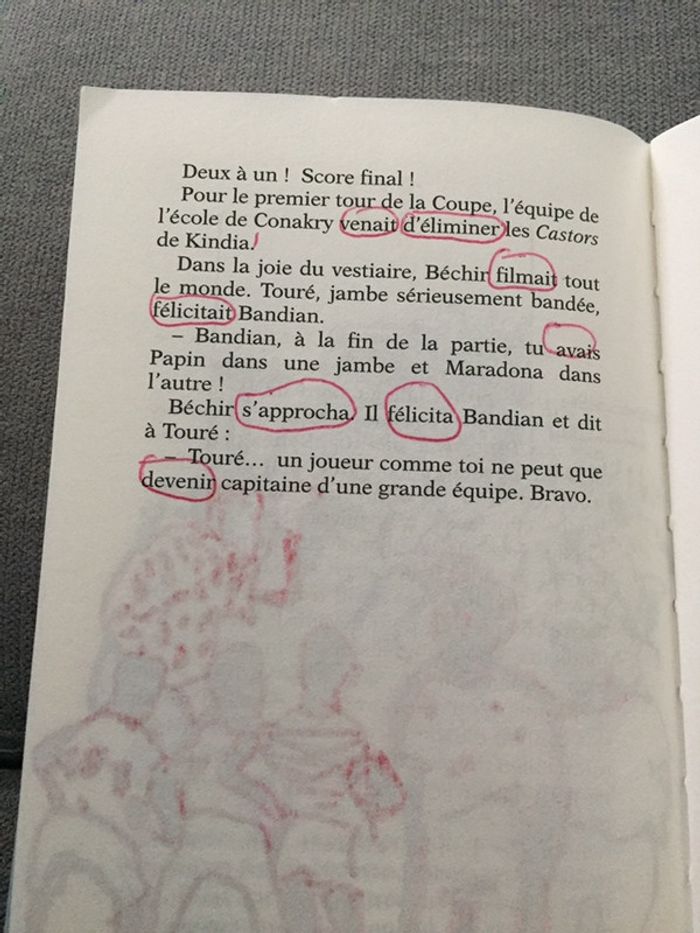 Deux à un ! Score final !
Pour le premier tour de la Coupe, l'équipe de
l'école de Conakry venait d'éliminer les Castors
de Kindia.
Dans la joie du vestiaire, Béchir filmait tout
le monde. Touré, jambe sérieusement bandée,
félicitait Bandian.
– Bandian, à la fin de la partie, tu avais
Papin dans une jambe et Maradona dans
l'autre !
Béchir s'approcha. Il félicita Bandian et dit
à Touré :
– Touré... un joueur comme toi ne peut que
devenir capitaine d'une grande équipe. Bravo.